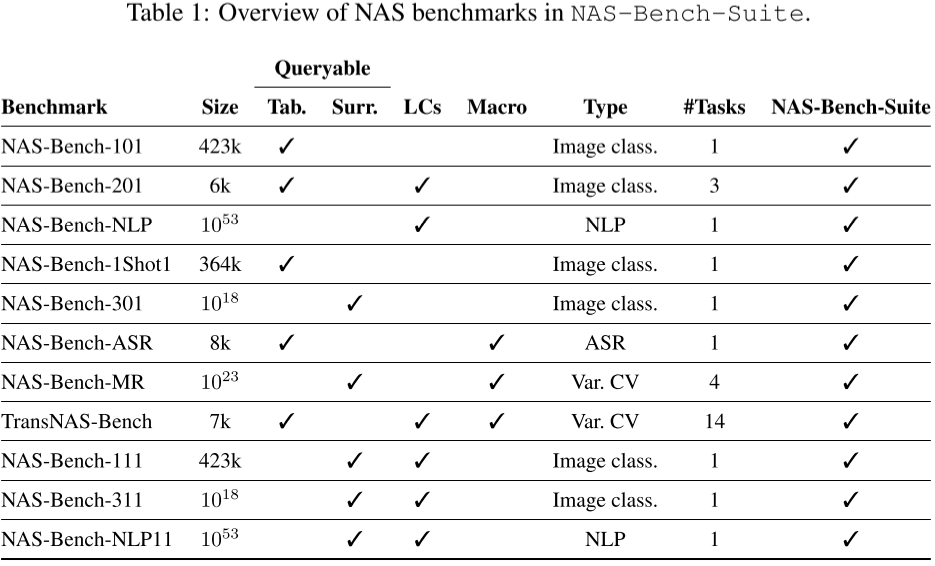 Table 1: Overview of NAS benchmarks in NAS-Bench-Suite.
Queryable
Benchmark Size Tab. Surr. LCs Macro Type #Tasks NAS-Bench-Suite
NAS-Bench-101 423k ✓ Image class. 1 ✓
NAS-Bench-201 6k ✓ ✓ Image class. 3 ✓
NAS-Bench-NLP 10^53 ✓ NLP 1 ✓
NAS-Bench-1Shot1 364k ✓ Image class. 1 ✓
NAS-Bench-301 10^18 ✓ Image class. 1 ✓
NAS-Bench-ASR 8k ✓ ✓ ASR 1 ✓
NAS-Bench-MR 10^23 ✓ ✓ Var. CV 4 ✓
TransNAS-Bench 7k ✓ ✓ ✓ Var. CV 14 ✓
NAS-Bench-111 423k ✓ ✓ Image class. 1 ✓
NAS-Bench-311 10^18 ✓ ✓ Image class. 1 ✓
NAS-Bench-NLP11 10^53 ✓ ✓ NLP 1 ✓